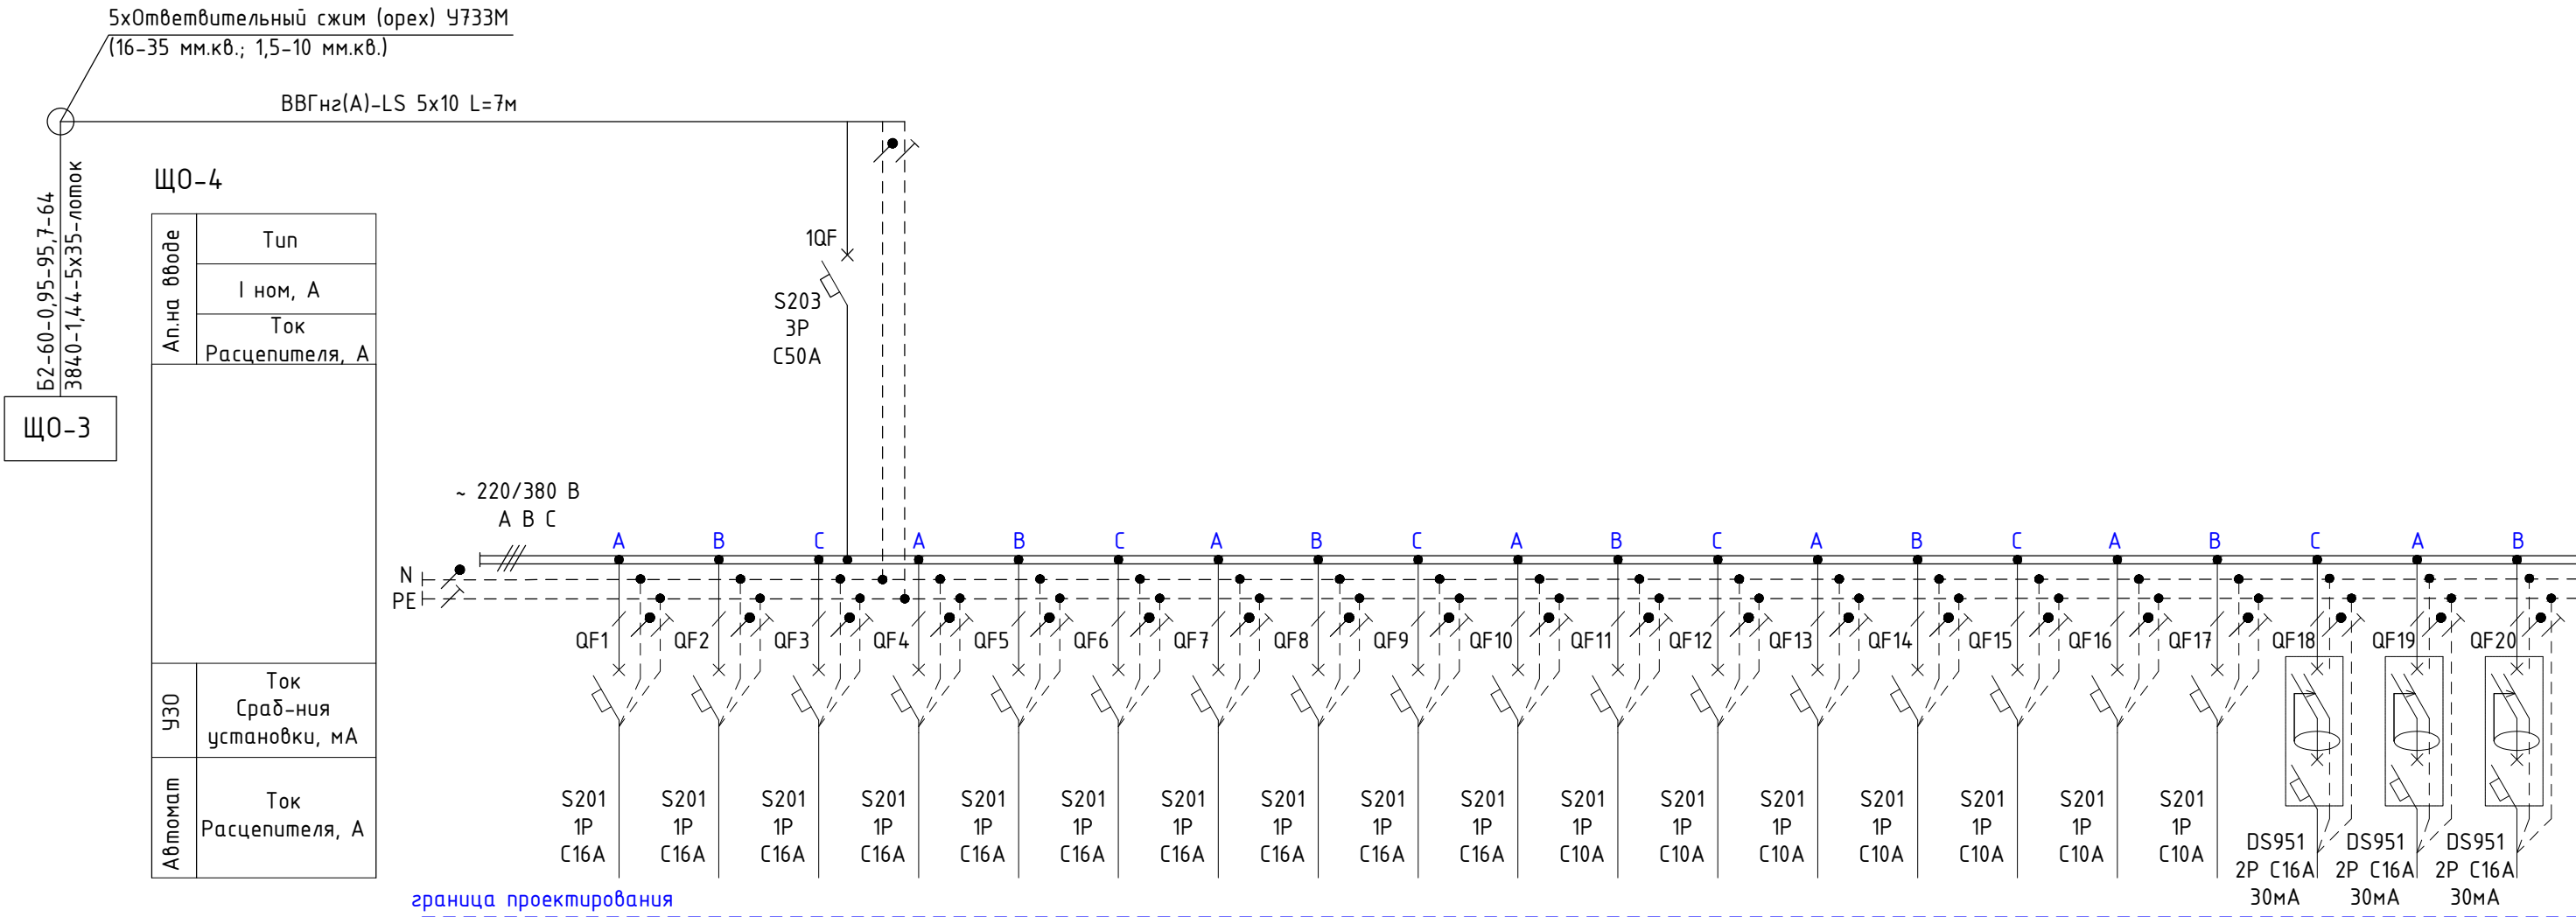 5хОтветвительный сжим (орех) У733М
(16-35 мм.кв.; 1,5-10 мм.кв.)
ВВГнг(А)-LS 5х10 L=7м
Б2-60-0,95-95,7-64
3840-1,44-5х35-лоток
ЩО-3
ЩО-4
Ап.на вводе
Тип
I ном, А
Ток
Расцепителя, А
УЗО
Ток
Сраб-ния
установки, мА
Автомат
Ток
Расцепителя, А
1QF
S203
3P
C50A
~ 220/380 В
А В С
N
PE
A B C A B C A B C A B C A B C A B C A B
QF1 QF2 QF3 QF4 QF5 QF6 QF7 QF8 QF9 QF10 QF11 QF12 QF13 QF14 QF15 QF16 QF17 QF18 QF19 QF20
S201 S201 S201 S201 S201 S201 S201 S201 S201 S201 S201 S201 S201 S201 S201 S201 S201
1P 1P 1P 1P 1P 1P 1P 1P 1P 1P 1P 1P 1P 1P 1P 1P 1P
C16A C16A C16A C16A C16A C16A C16A C16A C16A C16A C10A C10A C10A C10A C10A C10A C10A
DS951 DS951 DS951
2P C16A 2P C16A 2P C16A
30мА 30мА 30мА
граница проектирования